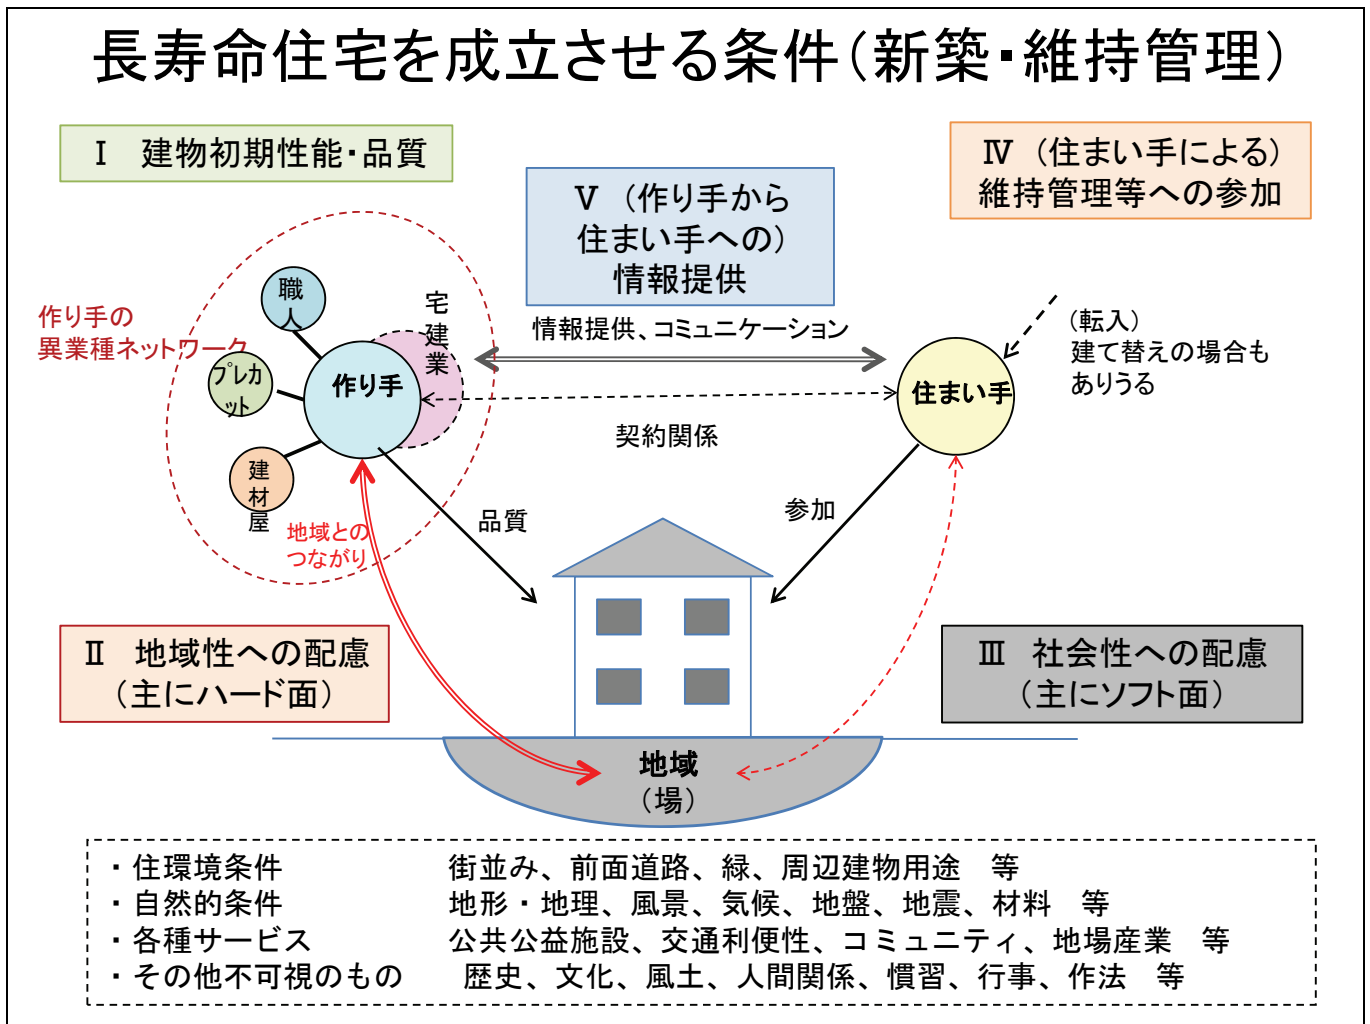 長寿命住宅を成立させる条件(新築・維持管理)
Ⅰ 建物初期性能・品質
Ⅳ (住まい手による)
維持管理等への参加
Ⅴ (作り手から
住まい手への)
情報提供
作り手の
異業種ネットワーク
職
人
プレカ
ット
建
材
屋
作り手
宅
建
業
情報提供、コミュニケーション
契約関係
住まい手
(転入)
建て替えの場合も
ありうる
地域との
つながり
品質
参加
Ⅱ 地域性への配慮
(主にハード面)
Ⅲ 社会性への配慮
(主にソフト面)
地域
(場)
・住環境条件 街並み、前面道路、緑、周辺建物用途 等
・自然的条件 地形・地理、風景、気候、地盤、地震、材料 等
・各種サービス 公共公益施設、交通利便性、コミュニティ、地場産業 等
・その他不可視のもの 歴史、文化、風土、人間関係、慣習、行事、作法 等